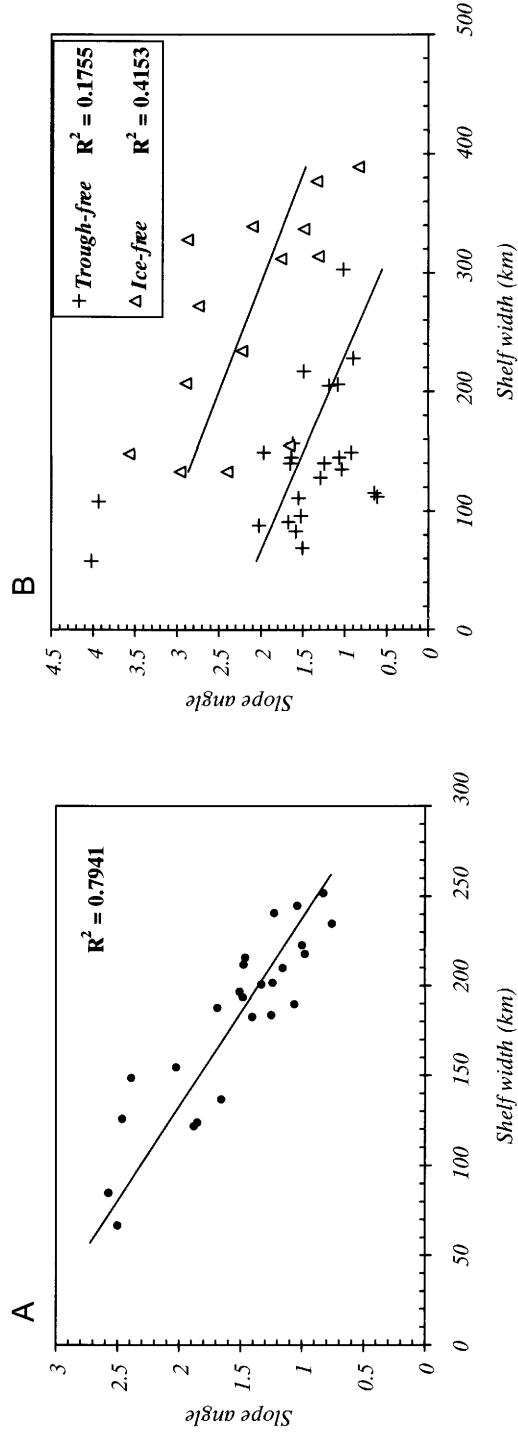 A
R² = 0.7941
3
2.5
2
1.5
1
0.5
0
Slope angle
0 50 100 150 200 250 300
Shelf width (km)
B
+ Trough-free R² = 0.1755
△ Ice-free R² = 0.4153
4.5
4
3.5
3
2.5
2
1.5
1
0.5
0
Slope angle
0 100 200 300 400 500
Shelf width (km)